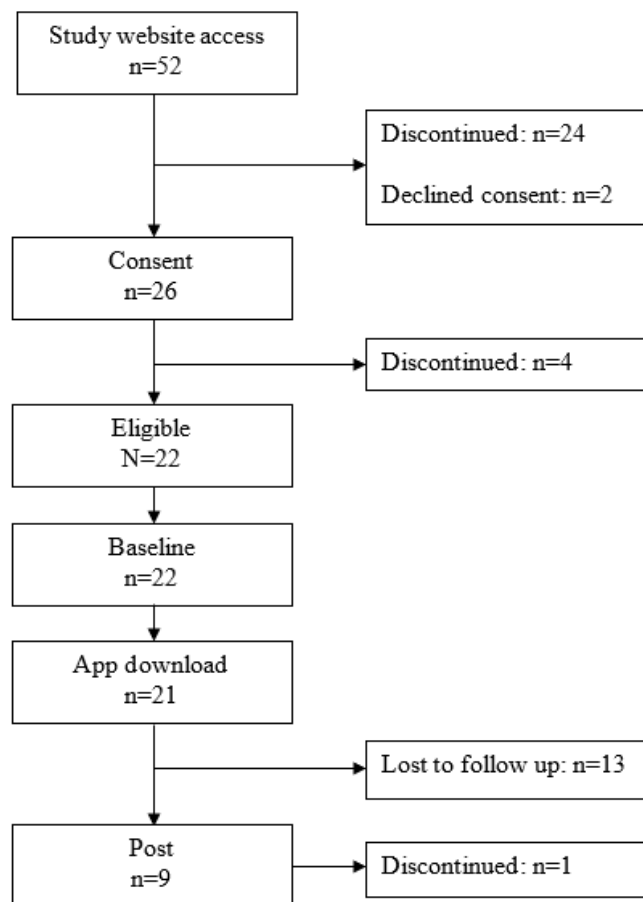 Study website access
n=52
Discontinued: n=24
Declined consent: n=2
Consent
n=26
Discontinued: n=4
Eligible
N=22
Baseline
n=22
App download
n=21
Lost to follow up: n=13
Post
n=9
Discontinued: n=1